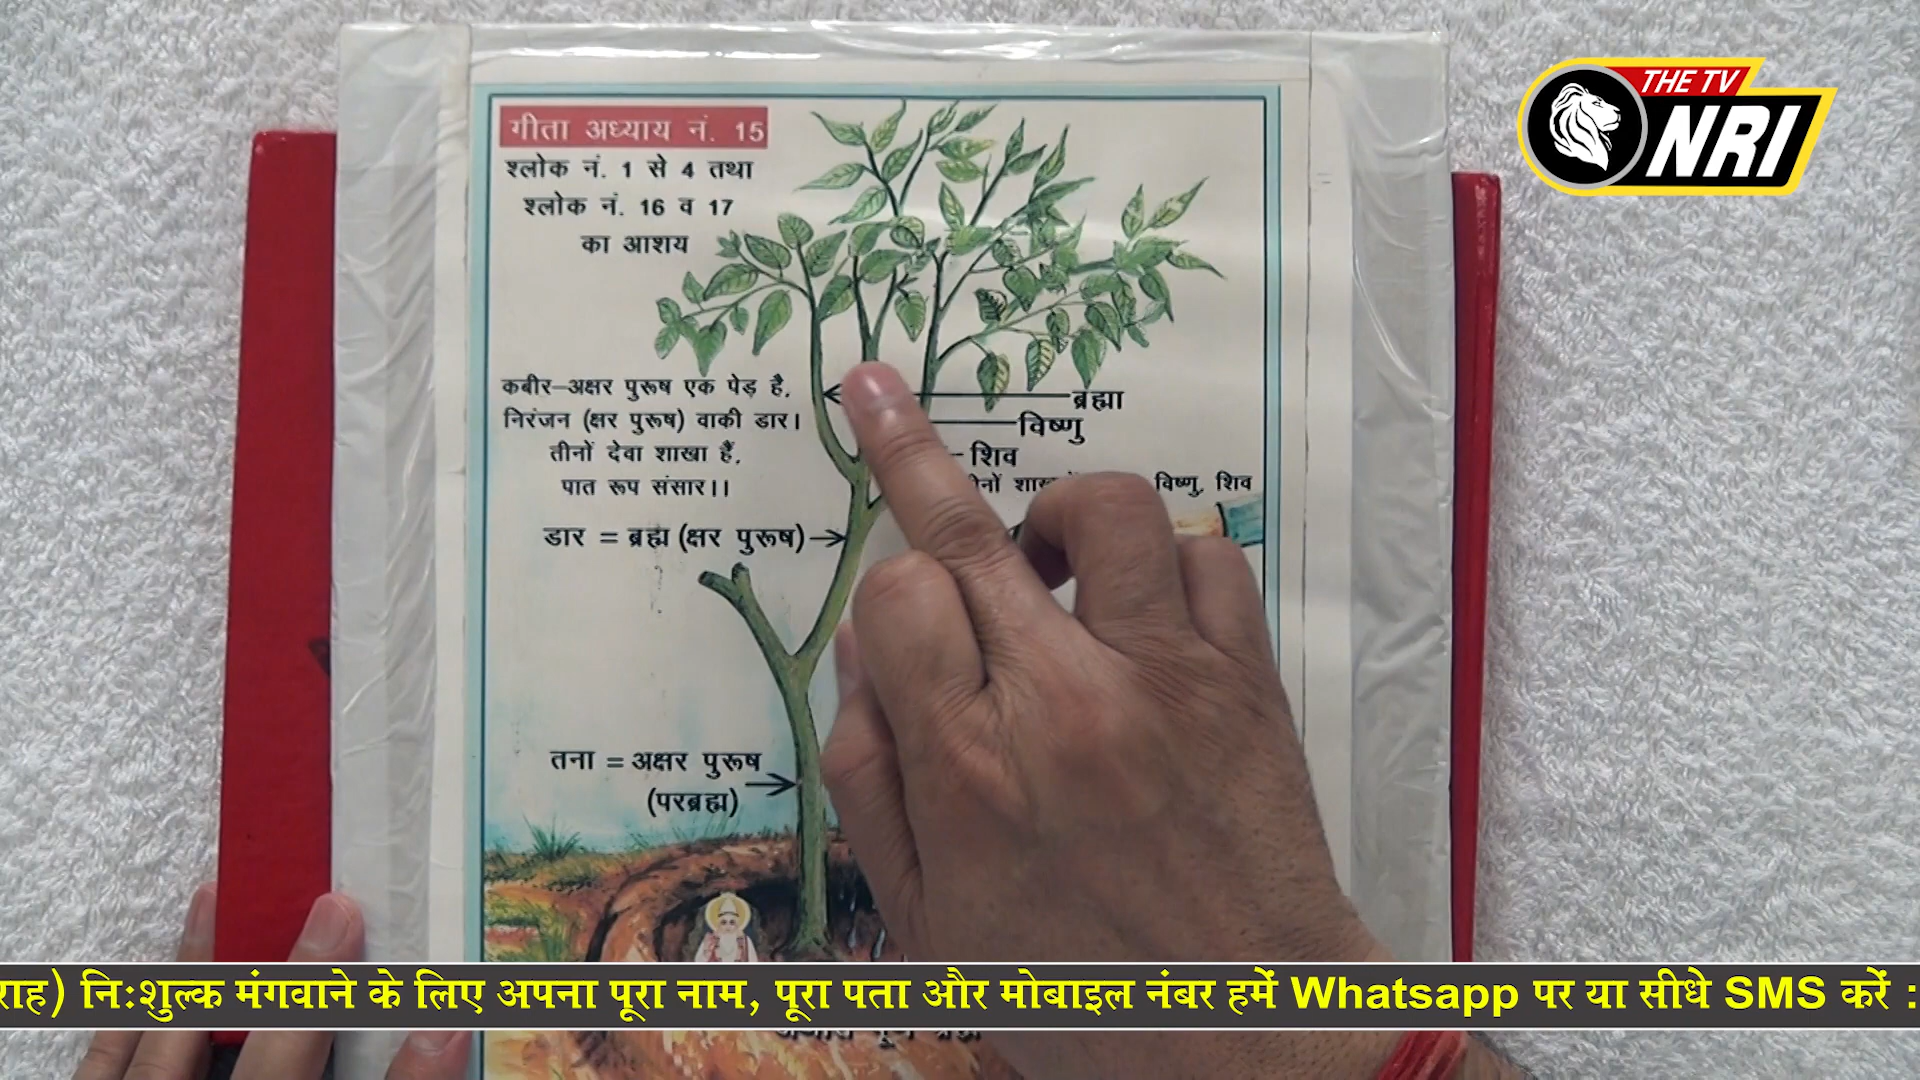 THE TV
NRI
गीता अध्याय नं. 15
श्लोक नं. 1 से 4 तथा
श्लोक नं. 16 व 17
का आशय
कबीर–अक्षर पुरूष एक पेड़ है,
निरंजन (क्षर पुरूष) वाकी डार।
तीनों देवा शाखा हैं,
पात रूप संसार।।
ब्रह्मा
विष्णु
शिव
विष्णु, शिव
डार = ब्रह्म (क्षर पुरूष)
तना = अक्षर पुरूष
(परब्रह्म)
राह) निःशुल्क मंगवाने के लिए अपना पूरा नाम, पूरा पता और मोबाइल नंबर हमें Whatsapp पर या सीधे SMS करें :